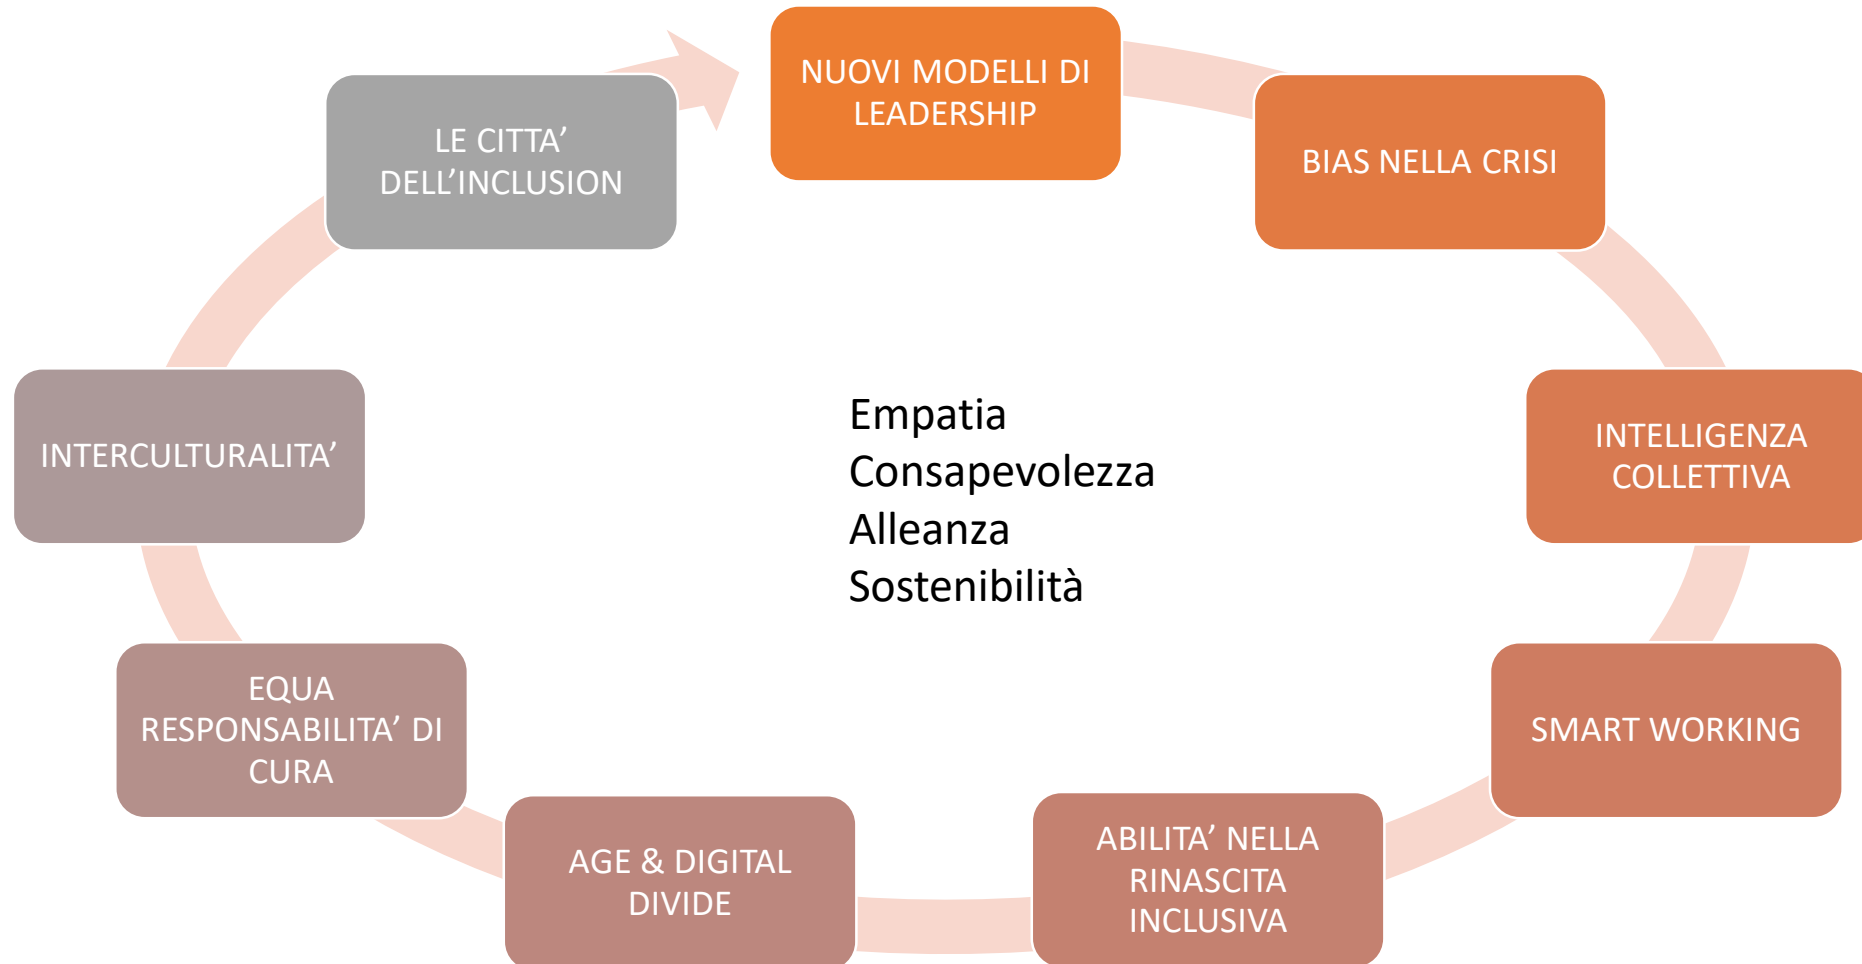 NUOVI MODELLI DI
LEADERSHIP
BIAS NELLA CRISI
INTELLIGENZA
COLLETTIVA
SMART WORKING
ABILITA’ NELLA
RINASCITA
INCLUSIVA
AGE & DIGITAL
DIVIDE
EQUA
RESPONSABILITA’ DI
CURA
INTERCULTURALITA’
LE CITTA’
DELL’INCLUSION
Empatia
Consapevolezza
Alleanza
Sostenibilità